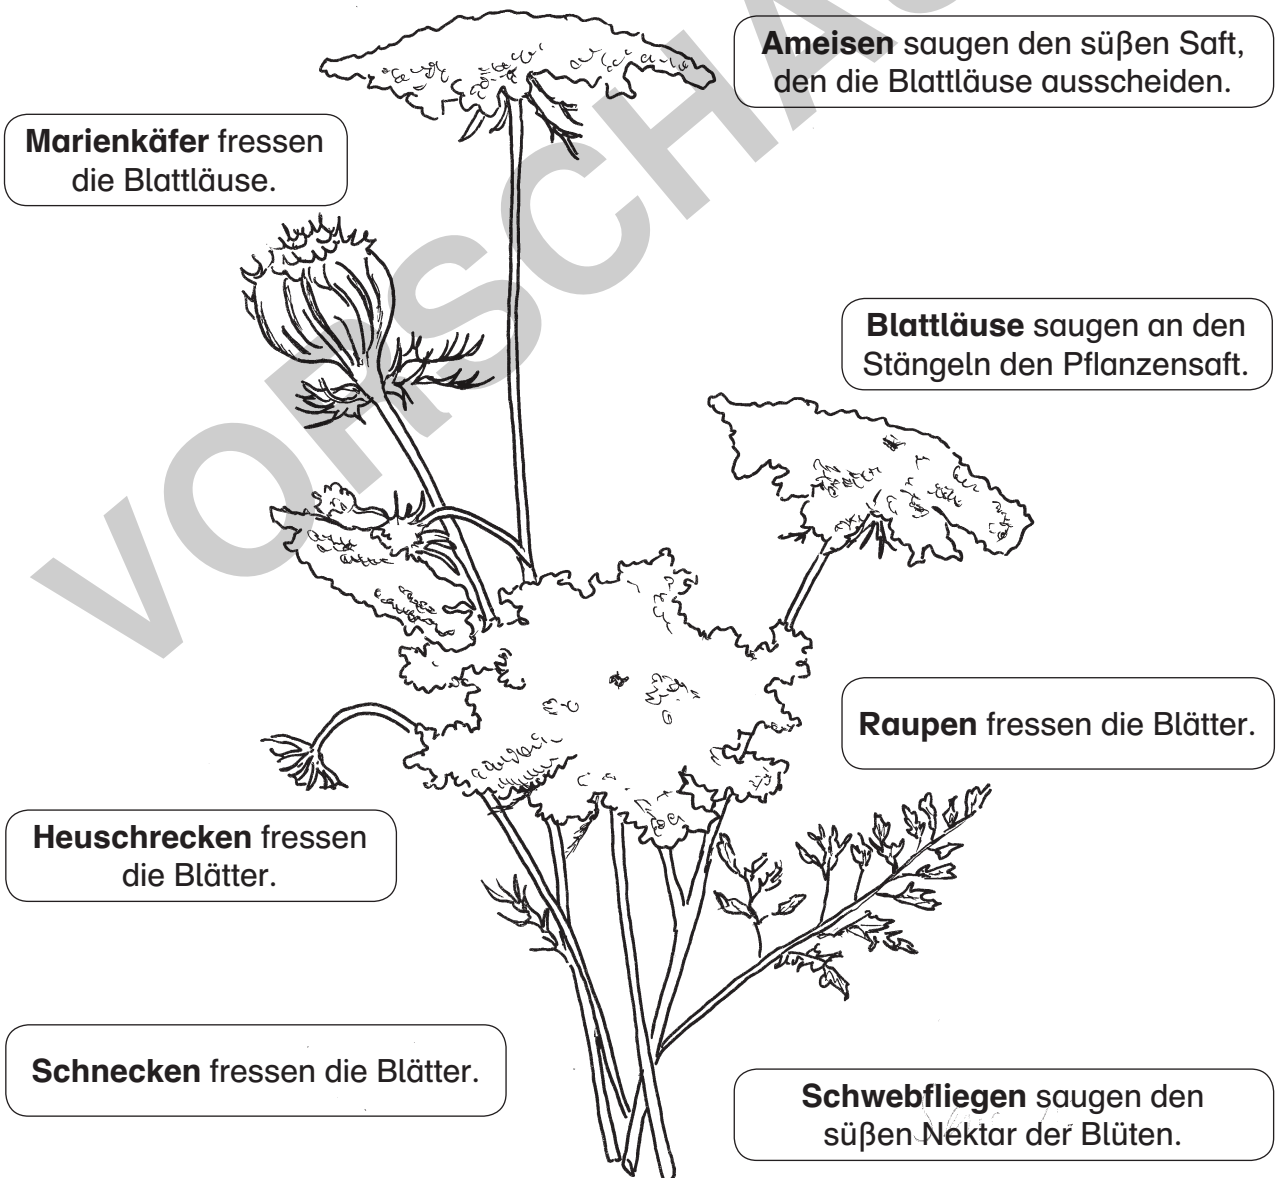 Ameisen saugen den süßen Saft,
den die Blattläuse ausscheiden.
Marienkäfer fressen
die Blattläuse.
Blattläuse saugen an den
Stängeln den Pflanzensaft.
Raupen fressen die Blätter.
Heuschrecken fressen
die Blätter.
Schnecken fressen die Blätter.
Schwebfliegen saugen den
süßen Nektar der Blüten.
VORSCHAU